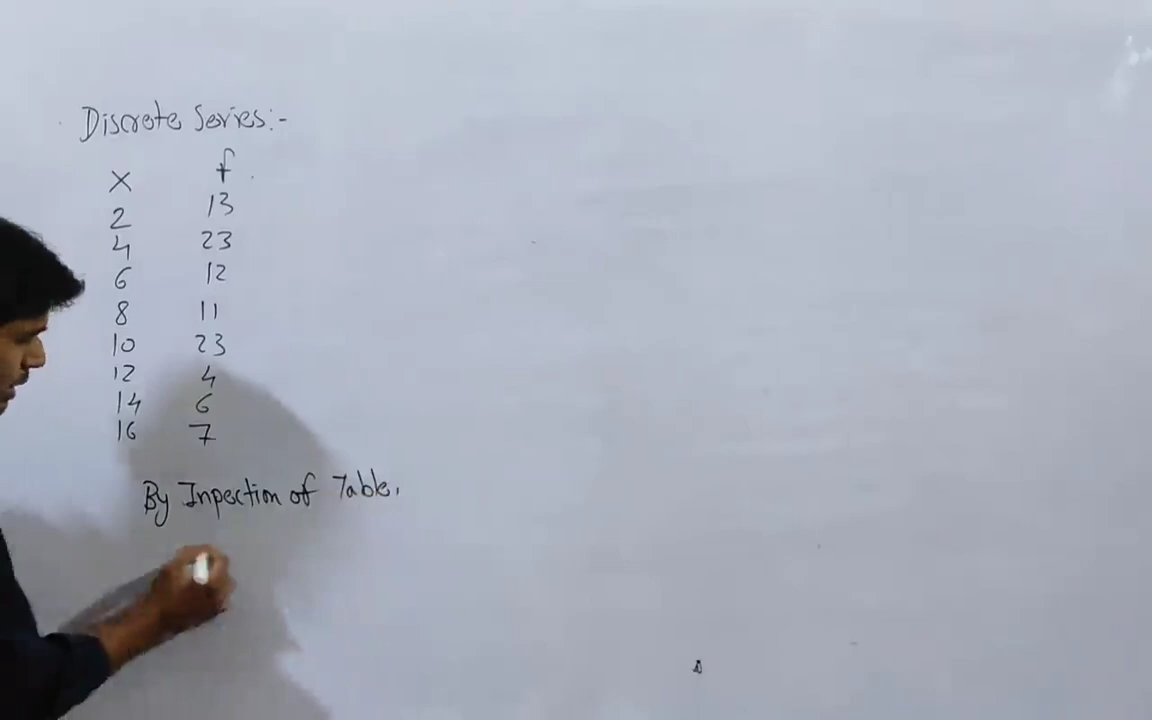 Discrete Series:-
X f
2 13
4 23
6 12
8 11
10 23
12 4
14 6
16 7
By Inpection of Table.